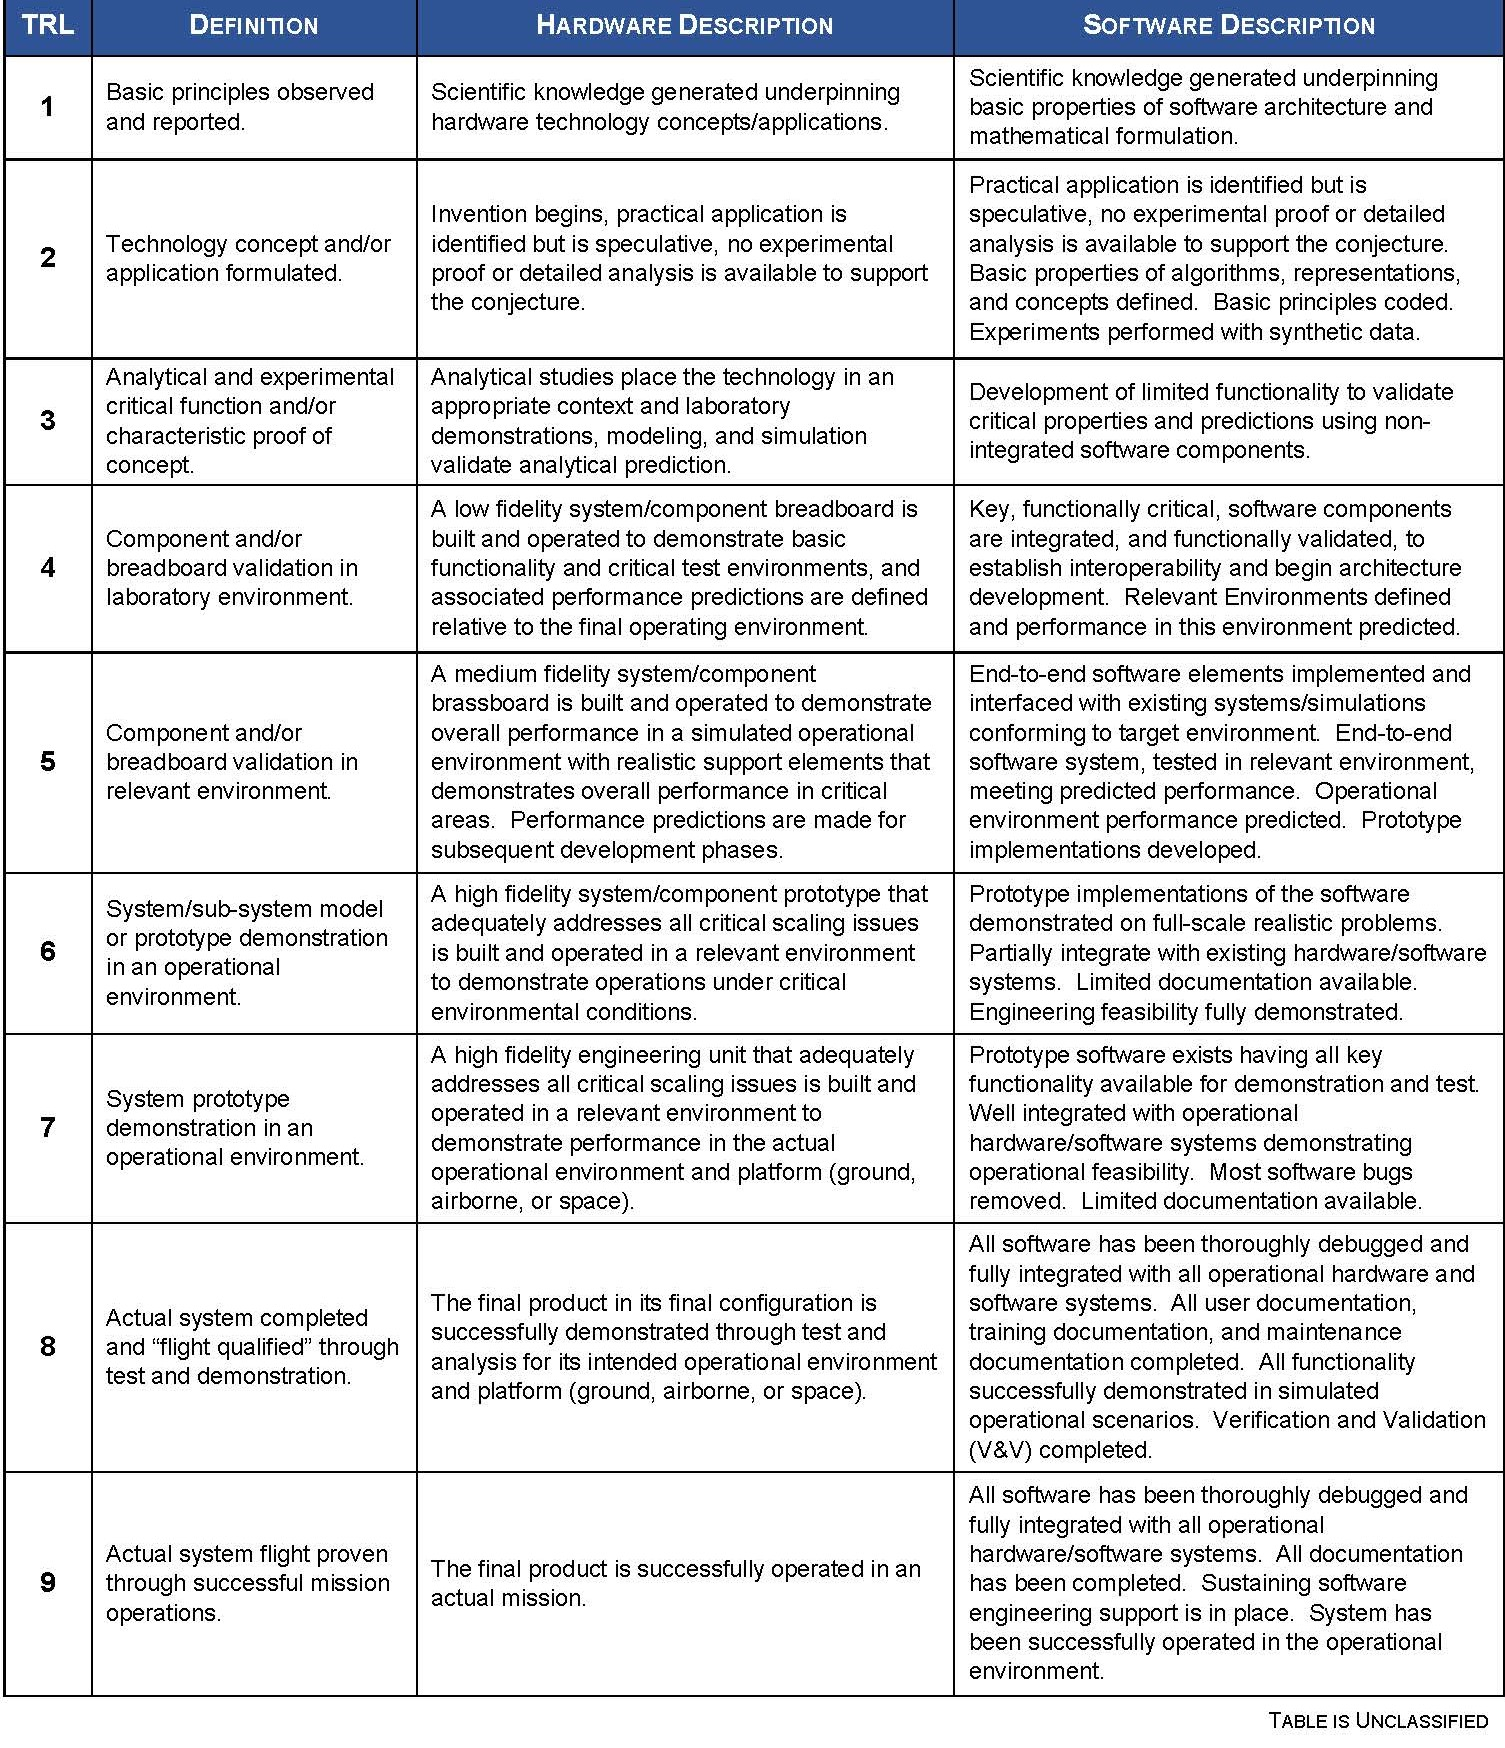 TRL DEFINITION HARDWARE DESCRIPTION SOFTWARE DESCRIPTION
1
Basic principles observed
and reported.
Scientific knowledge generated underpinning
hardware technology concepts/applications.
Scientific knowledge generated underpinning
basic properties of software architecture and
mathematical formulation.
2
Technology concept and/or
application formulated.
Invention begins, practical application is
identified but is speculative, no experimental
proof or detailed analysis is available to support
the conjecture.
Practical application is identified but is
speculative, no experimental proof or detailed
analysis is available to support the conjecture.
Basic properties of algorithms, representations,
and concepts defined.  Basic principles coded.
Experiments performed with synthetic data.
3
Analytical and experimental
critical function and/or
characteristic proof of
concept.
Analytical studies place the technology in an
appropriate context and laboratory
demonstrations, modeling, and simulation
validate analytical prediction.
Development of limited functionality to validate
critical properties and predictions using non-
integrated software components.
4
Component and/or
breadboard validation in
laboratory environment.
A low fidelity system/component breadboard is
built and operated to demonstrate basic
functionality and critical test environments, and
associated performance predictions are defined
relative to the final operating environment.
Key, functionally critical, software components
are integrated, and functionally validated, to
establish interoperability and begin architecture
development.  Relevant Environments defined
and performance in this environment predicted.
5
Component and/or
breadboard validation in
relevant environment.
A medium fidelity system/component
brassboard is built and operated to demonstrate
overall performance in a simulated operational
environment with realistic support elements that
demonstrates overall performance in critical
areas.  Performance predictions are made for
subsequent development phases.
End-to-end software elements implemented and
interfaced with existing systems/simulations
conforming to target environment.  End-to-end
software system, tested in relevant environment,
meeting predicted performance.  Operational
environment performance predicted.  Prototype
implementations developed.
6
System/sub-system model
or prototype demonstration
in an operational
environment.
A high fidelity system/component prototype that
adequately addresses all critical scaling issues
is built and operated in a relevant environment
to demonstrate operations under critical
environmental conditions.
Prototype implementations of the software
demonstrated on full-scale realistic problems.
Partially integrate with existing hardware/software
systems.  Limited documentation available.
Engineering feasibility fully demonstrated.
7
System prototype
demonstration in an
operational environment.
A high fidelity engineering unit that adequately
addresses all critical scaling issues is built and
operated in a relevant environment to
demonstrate performance in the actual
operational environment and platform (ground,
airborne, or space).
Prototype software exists having all key
functionality available for demonstration and test.
Well integrated with operational
hardware/software systems demonstrating
operational feasibility.  Most software bugs
removed.  Limited documentation available.
8
Actual system completed
and “flight qualified” through
test and demonstration.
The final product in its final configuration is
successfully demonstrated through test and
analysis for its intended operational environment
and platform (ground, airborne, or space).
All software has been thoroughly debugged and
fully integrated with all operational hardware and
software systems.  All user documentation,
training documentation, and maintenance
documentation completed.  All functionality
successfully demonstrated in simulated
operational scenarios.  Verification and Validation
(V&V) completed.
9
Actual system flight proven
through successful mission
operations.
The final product is successfully operated in an
actual mission.
All software has been thoroughly debugged and
fully integrated with all operational
hardware/software systems.  All documentation
has been completed.  Sustaining software
engineering support is in place.  System has
been successfully operated in the operational
environment.
TABLE IS UNCLASSIFIED